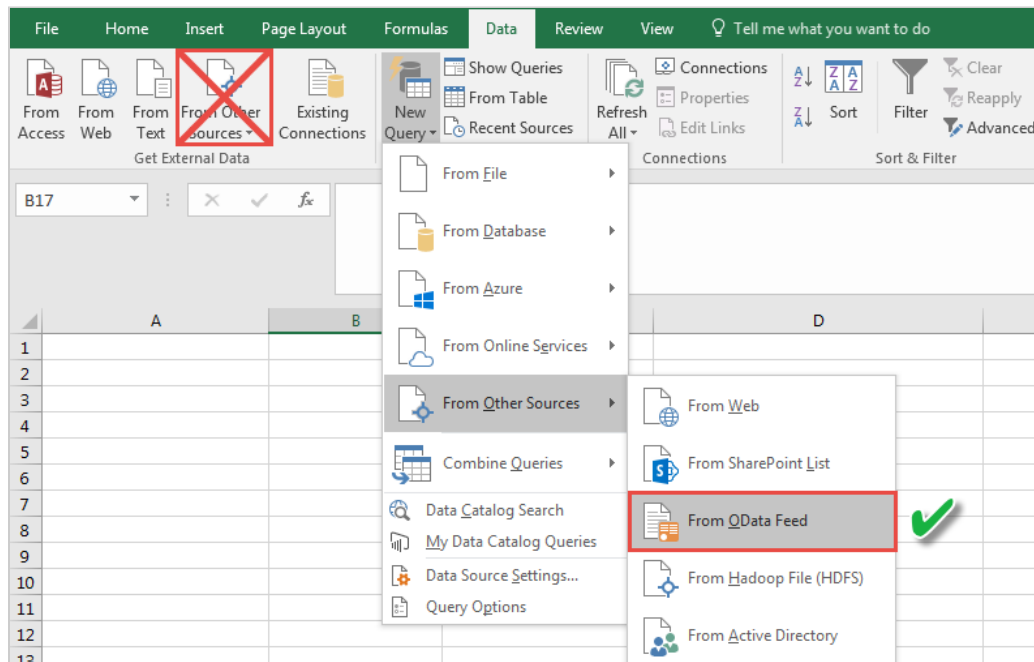 File Home Insert Page Layout Formulas Data Review View Tell me what you want to do
From Access
From Web
From Text
From Other Sources
Existing Connections
Get External Data
New Query
Show Queries
From Table
Recent Sources
Refresh All
Connections
Properties
Edit Links
Connections
Sort
Filter
Clear
Reapply
Advanced
Sort & Filter
B17
fx
A B D
From File
From Database
From Azure
From Online Services
From Other Sources
Combine Queries
Data Catalog Search
My Data Catalog Queries
Data Source Settings...
Query Options
From Web
From SharePoint List
From OData Feed
From Hadoop File (HDFS)
From Active Directory
1
2
3
4
5
6
7
8
9
10
11
12
13